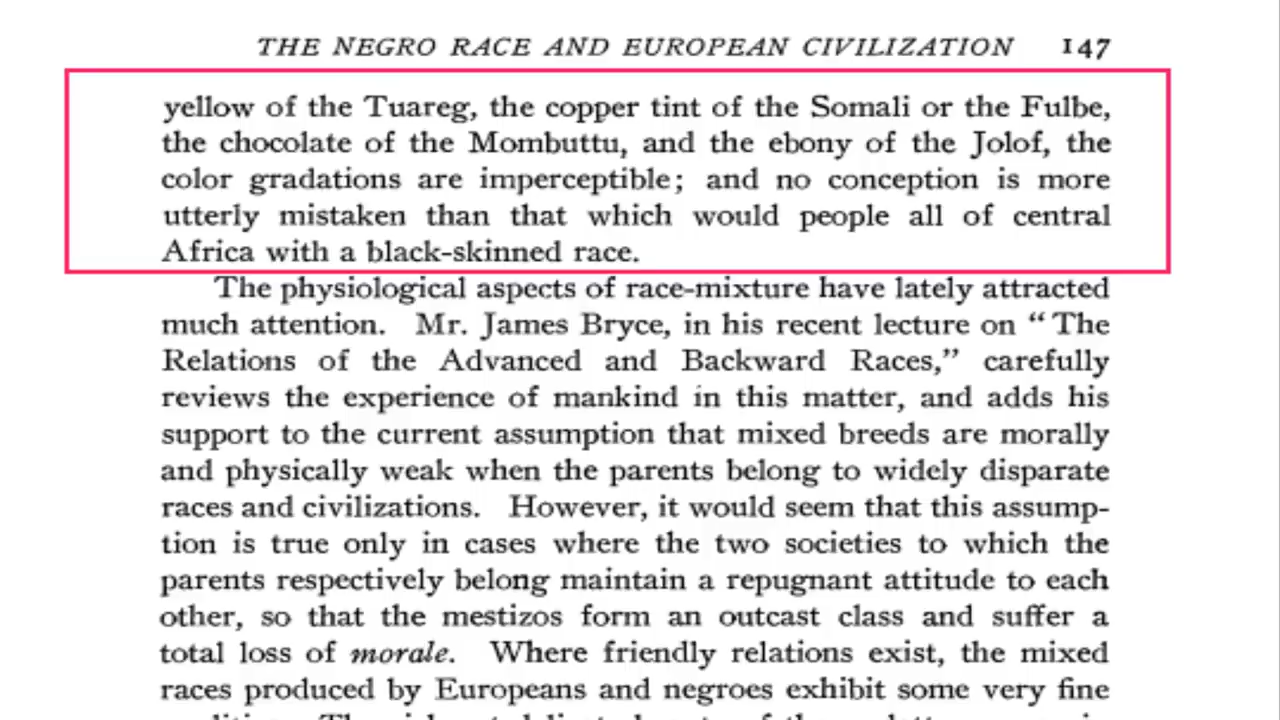 THE NEGRO RACE AND EUROPEAN CIVILIZATION 147
yellow of the Tuareg, the copper tint of the Somali or the Fulbe,
the chocolate of the Mombuttu, and the ebony of the Jolof, the
color gradations are imperceptible; and no conception is more
utterly mistaken than that which would people all of central
Africa with a black-skinned race.
The physiological aspects of race-mixture have lately attracted
much attention. Mr. James Bryce, in his recent lecture on “The
Relations of the Advanced and Backward Races,” carefully
reviews the experience of mankind in this matter, and adds his
support to the current assumption that mixed breeds are morally
and physically weak when the parents belong to widely disparate
races and civilizations. However, it would seem that this assump-
tion is true only in cases where the two societies to which the
parents respectively belong maintain a repugnant attitude to each
other, so that the mestizos form an outcast class and suffer a
total loss of morale. Where friendly relations exist, the mixed
races produced by Europeans and negroes exhibit some very fine